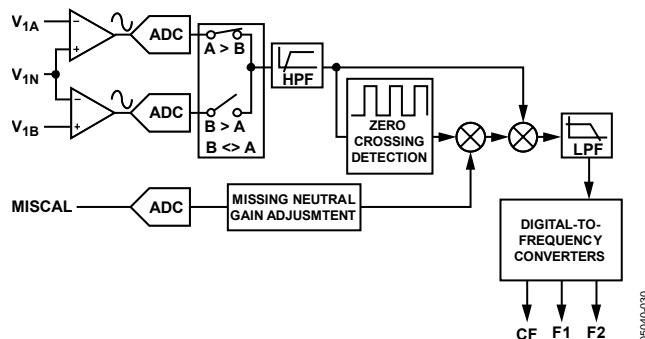 V1A
−
+
ADC
A > B
V1N
HPF
−
+
V1B
ADC
B > A
B <> A
ZERO
CROSSING
DETECTION
LPF
MISCAL
ADC
MISSING NEUTRAL
GAIN ADJUSMTENT
DIGITAL-TO-
FREQUENCY
CONVERTERS
CF F1 F2
05040-030